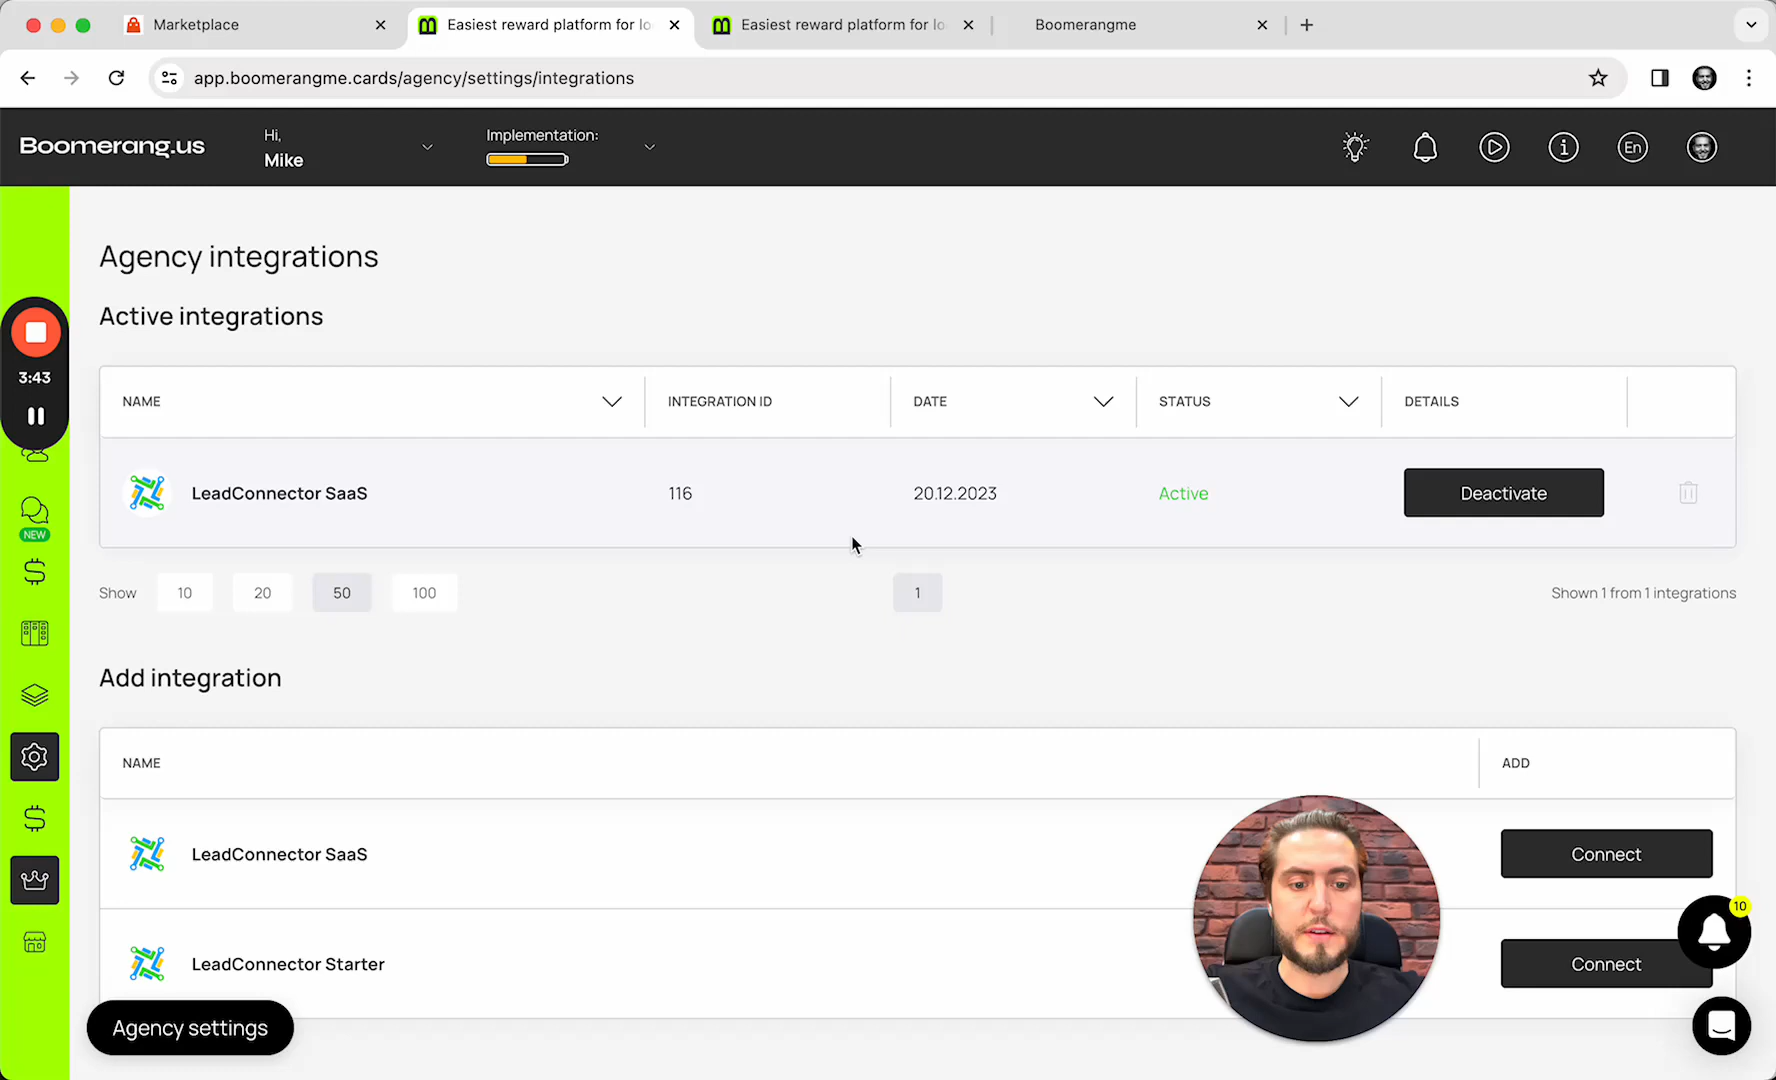 Marketplace
Easiest reward platform for lo
Easiest reward platform for lo
Boomerangme
app.boomerangme.cards/agency/settings/integrations
Boomerang.us
Hi,
Mike
Implementation:
En
Agency integrations
Active integrations
3:43
NAME
INTEGRATION ID
DATE
STATUS
DETAILS
LeadConnector SaaS
116
20.12.2023
Active
Deactivate
NEW
Show
10
20
50
100
1
Shown 1 from 1 integrations
Add integration
NAME
ADD
LeadConnector SaaS
Connect
10
LeadConnector Starter
Connect
Agency settings